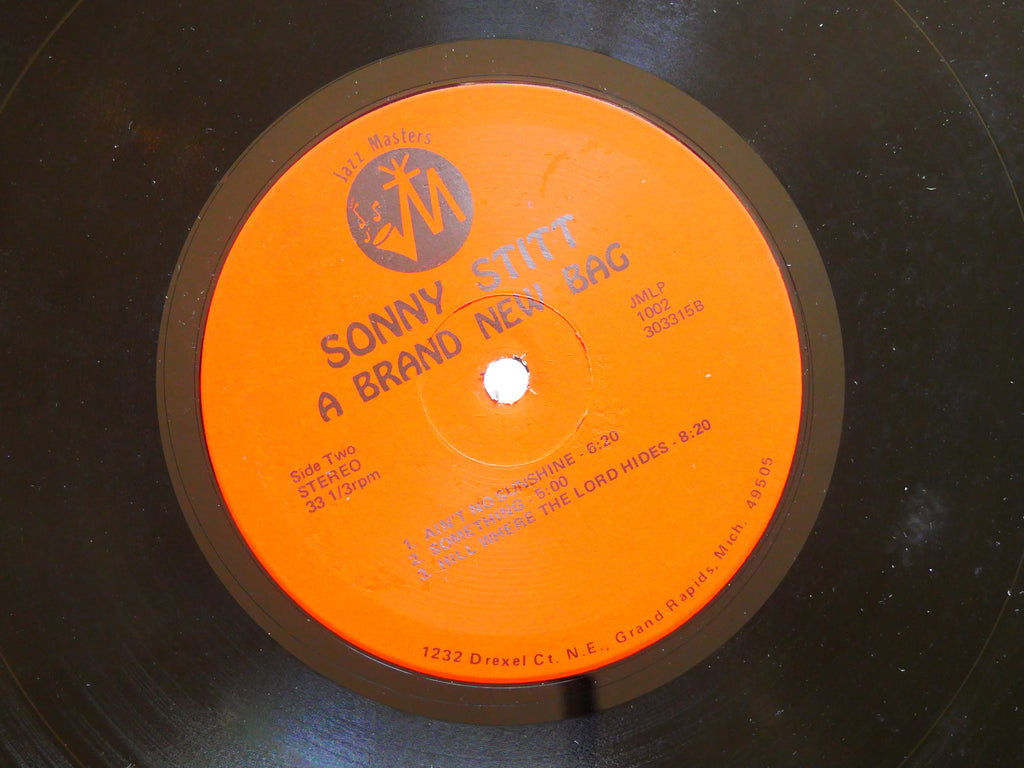 Jazz Masters
JM
SONNY STITT
A BRAND NEW BAG
JMLP
1002
303315B
Side Two
STEREO
33 1/3rpm
1. AIN'T NO SUNSHINE - 6:20
2. SOMETHING - 5:00
3. HILL WHERE THE LORD HIDES - 8:20
1232 Drexel Ct. N.E., Grand Rapids, Mich. 49505